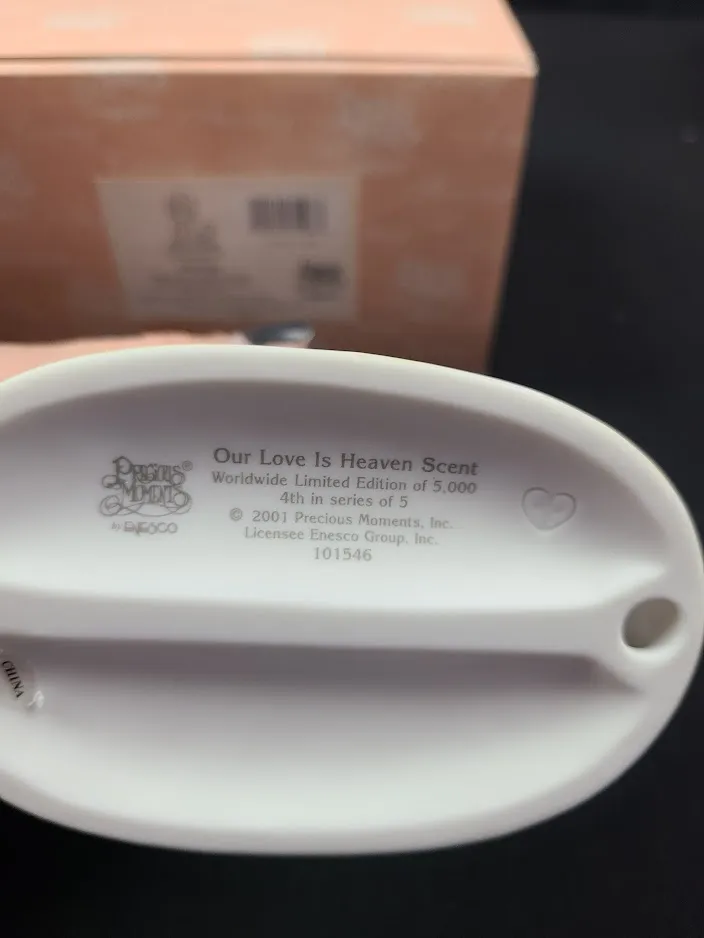 PRECIOUS MOMENTS®
by ENESCO
Our Love Is Heaven Scent
Worldwide Limited Edition of 5,000
4th in series of 5
© 2001 Precious Moments, Inc.
Licensee Enesco Group, Inc.
101546
CHINA